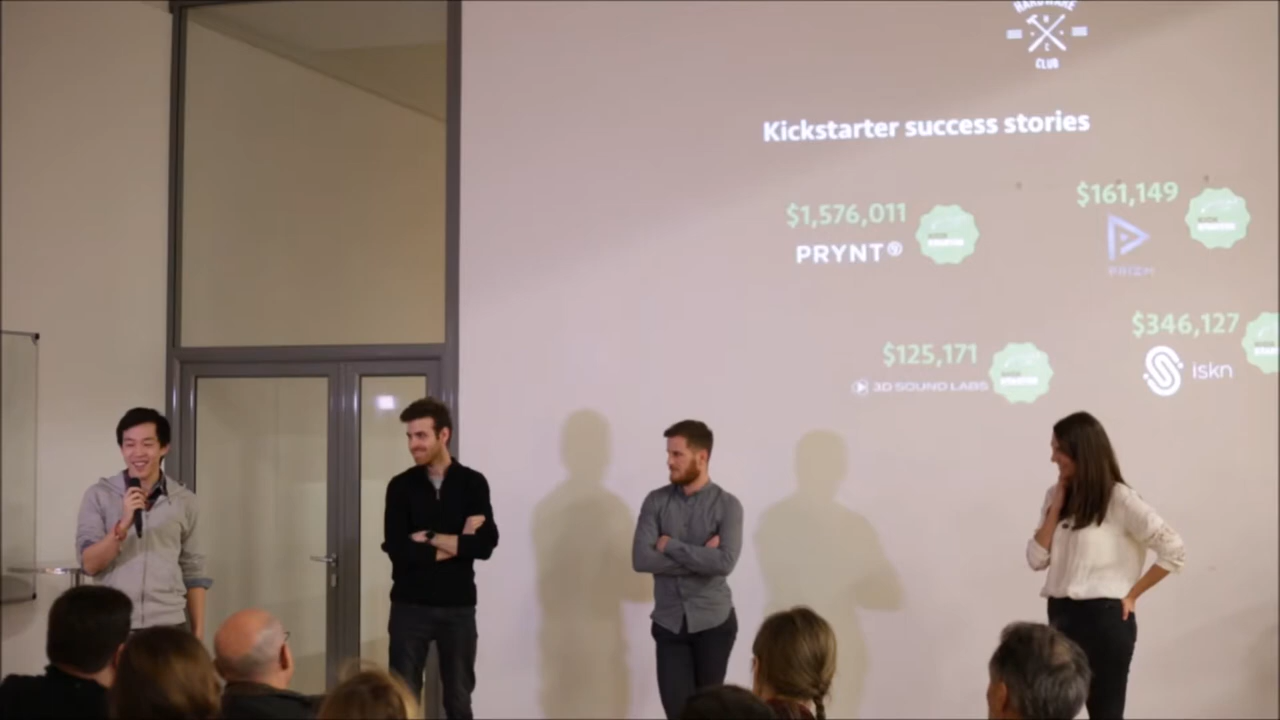 HARDWARE
CLUB
Kickstarter success stories
$1,576,011
PRYNT
$161,149
PRIZM
$125,171
3D SOUND LABS
$346,127
iskn